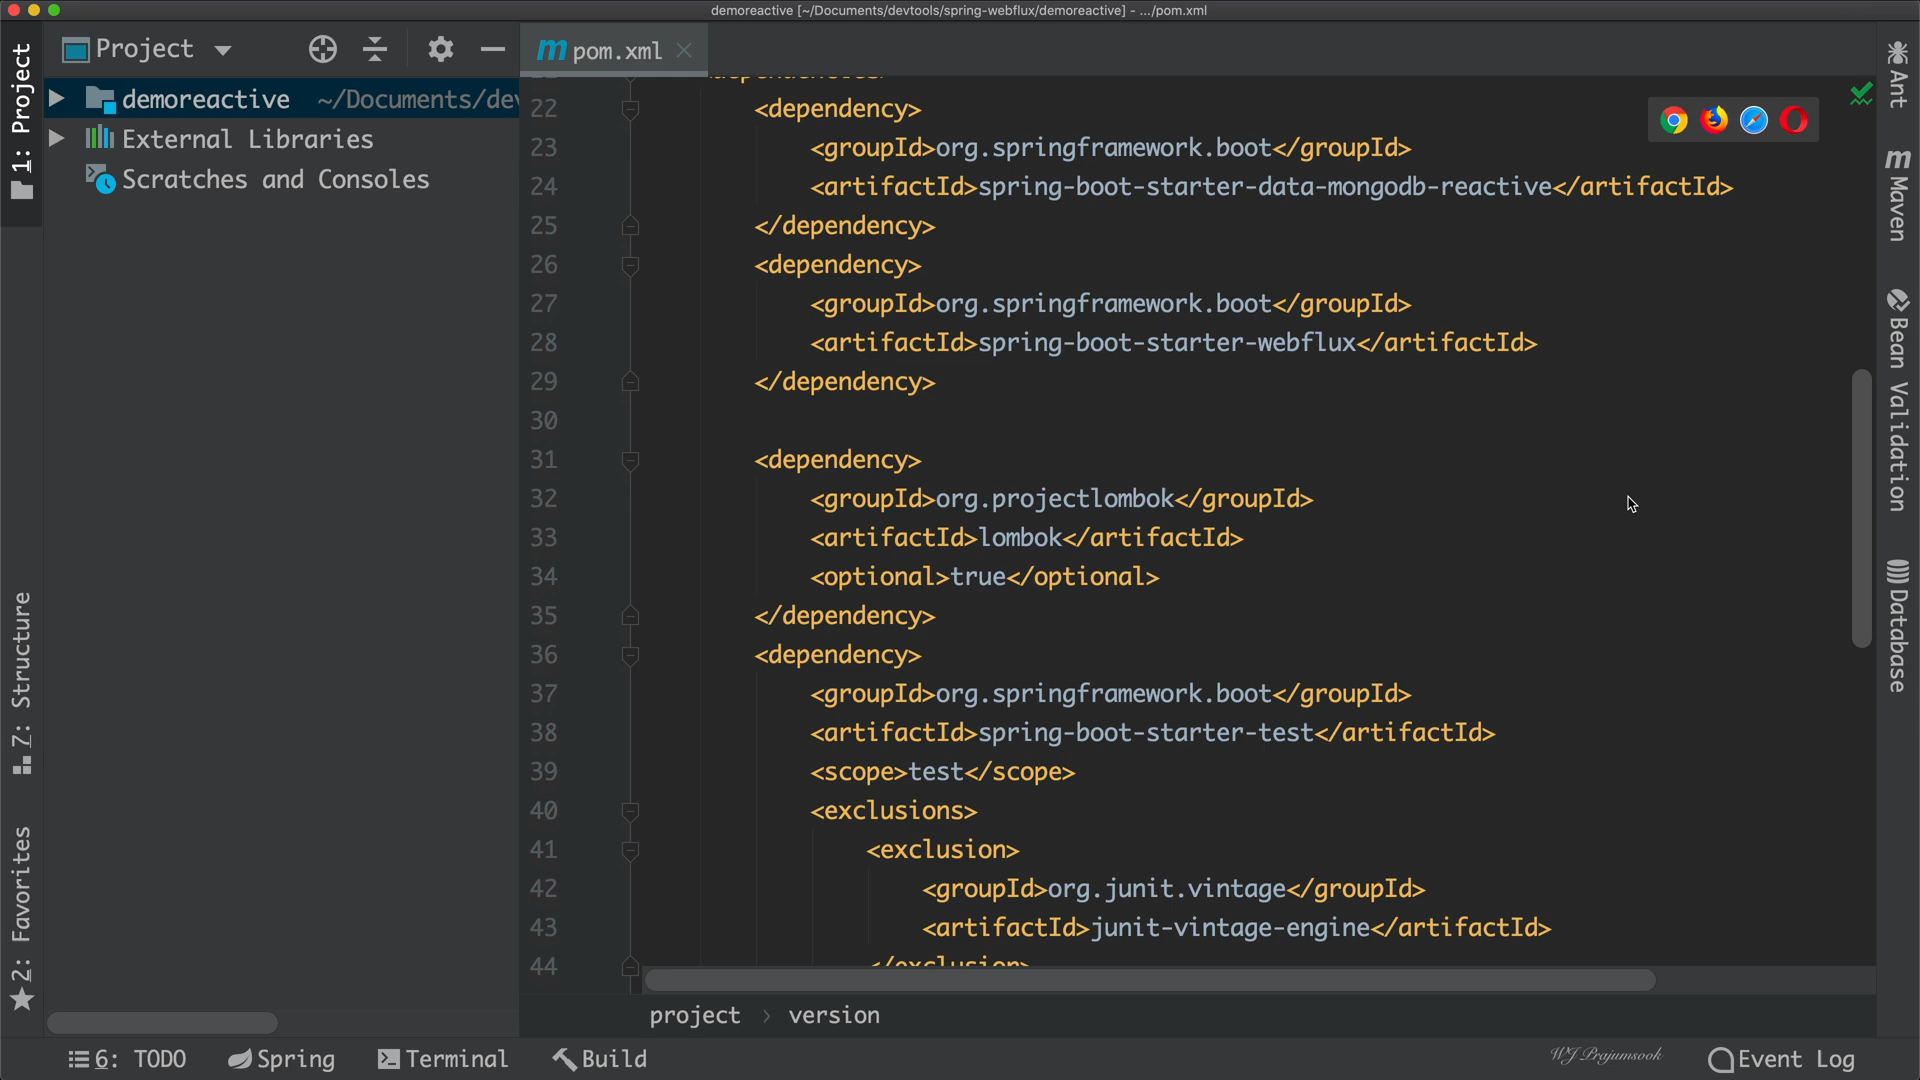 demoreactive [~/Documents/devtools/spring-webflux/demoreactive] - .../pom.xml
Project
pom.xml
1: Project
demoreactive ~/Documents/dev
External Libraries
Scratches and Consoles
22 <dependency>
23 <groupId>org.springframework.boot</groupId>
24 <artifactId>spring-boot-starter-data-mongodb-reactive</artifactId>
25 </dependency>
26 <dependency>
27 <groupId>org.springframework.boot</groupId>
28 <artifactId>spring-boot-starter-webflux</artifactId>
29 </dependency>
30
31 <dependency>
32 <groupId>org.projectlombok</groupId>
33 <artifactId>lombok</artifactId>
34 <optional>true</optional>
35 </dependency>
36 <dependency>
37 <groupId>org.springframework.boot</groupId>
38 <artifactId>spring-boot-starter-test</artifactId>
39 <scope>test</scope>
40 <exclusions>
41 <exclusion>
42 <groupId>org.junit.vintage</groupId>
43 <artifactId>junit-vintage-engine</artifactId>
44 </exclusion>
project › version
Z: Structure
2: Favorites
Ant
m Maven
Bean Validation
Database
6: TODO
Spring
Terminal
Build
WJ Prajumsook
Event Log